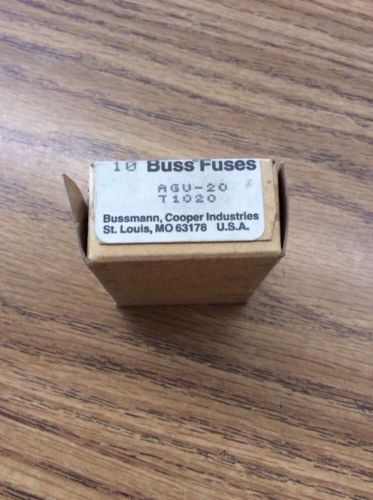 10 Buss Fuses
AGU-20
T1020
Bussmann, Cooper Industries
St. Louis, MO 63178 U.S.A.